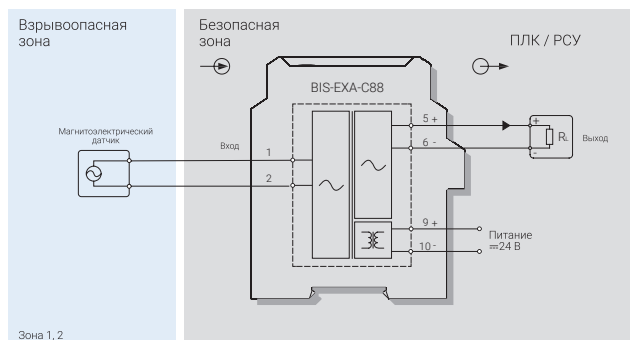 Взрывоопасная
зона
Безопасная
зона
ПЛК / РСУ
BIS-EXA-C88
Магнитоэлектрический
датчик
Вход
1
2
5 +
6 -
+
RL
-
Выход
9 +
10 -
Питание
⎓24 В
Зона 1, 2